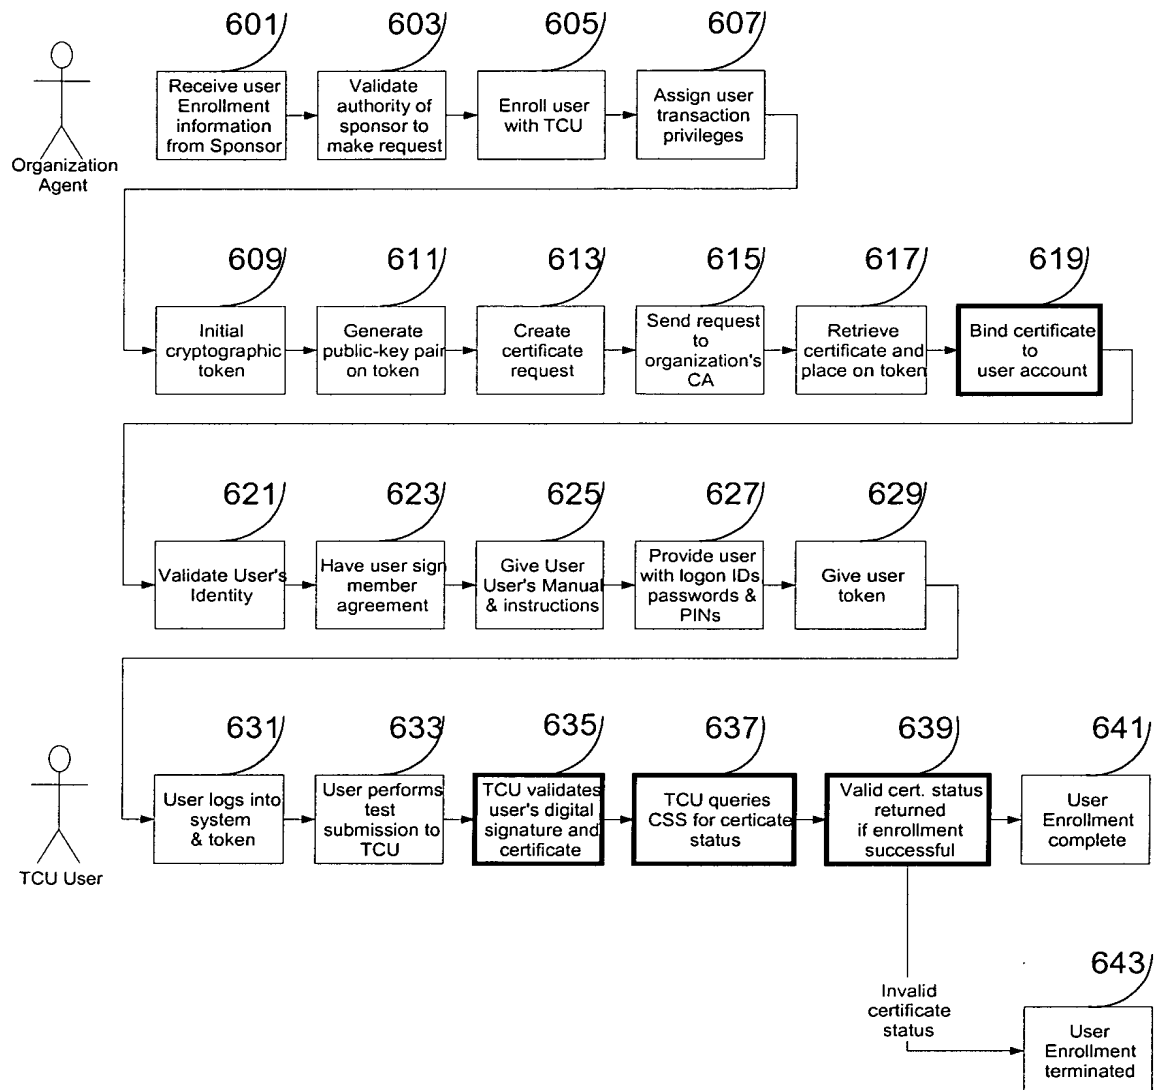 601
603
605
607
Receive user
Enrollment
information
from Sponsor
Validate
authority of
sponsor to
make request
Enroll user
with TCU
Assign user
transaction
privileges
Organization
Agent
609
611
613
615
617
619
Initial
cryptographic
token
Generate
public-key pair
on token
Create
certificate
request
Send request
to
organization's
CA
Retrieve
certificate and
place on token
Bind certificate
to
user account
621
623
625
627
629
Validate User's
Identity
Have user sign
member
agreement
Give User
User's Manual
& instructions
Provide user
with logon IDs,
passwords &
PINs
Give user
token
631
633
635
637
639
641
User logs into
system
& token
User performs
test
submission to
TCU
TCU validates
user's digital
signature and
certificate
TCU queries
CSS for certicate
status
Valid cert. status
returned
if enrollment
successful
User
Enrollment
complete
TCU User
643
Invalid
certificate
status
User
Enrollment
terminated